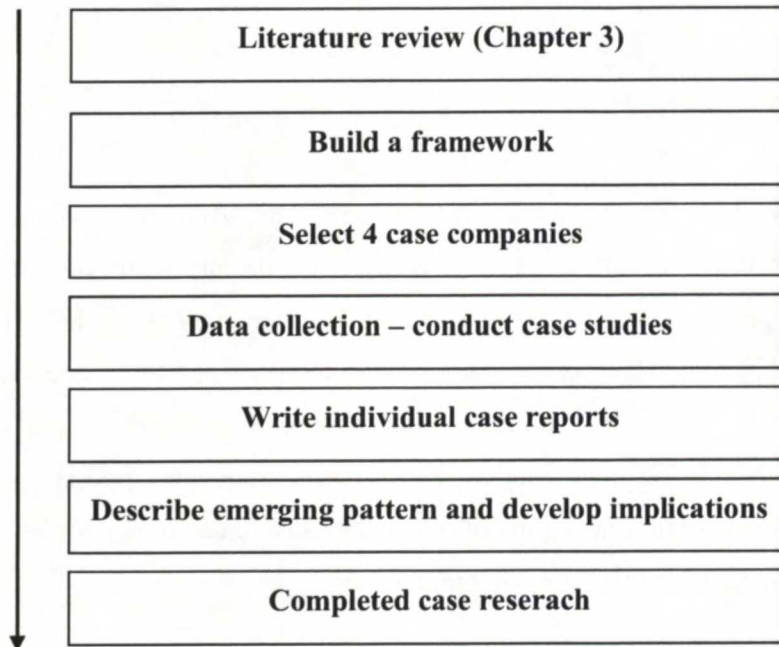 Literature review (Chapter 3)
Build a framework
Select 4 case companies
Data collection – conduct case studies
Write individual case reports
Describe emerging pattern and develop implications
Completed case reserach